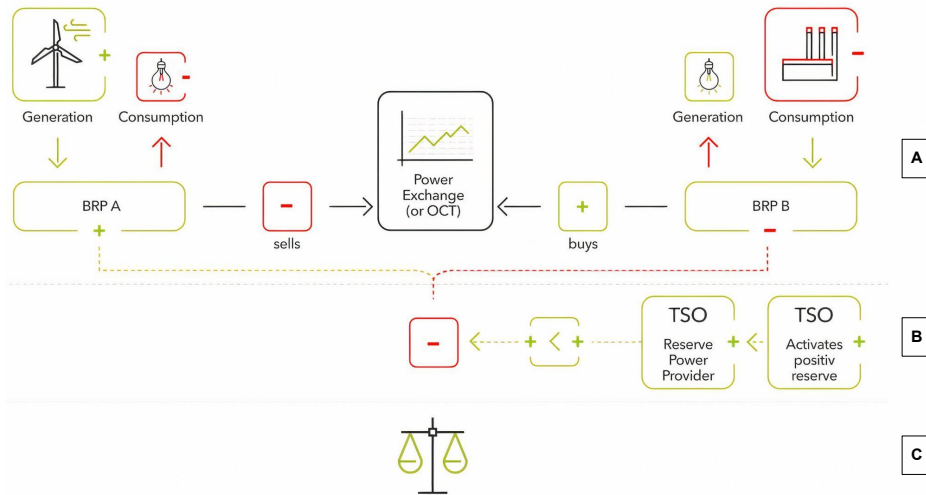 Generation
Consumption
Generation
Consumption
A
BRP A
Power
Exchange
(or OCT)
BRP B
sells
buys
TSO
Reserve
Power
Provider
TSO
Activates
positiv
reserve
B
C